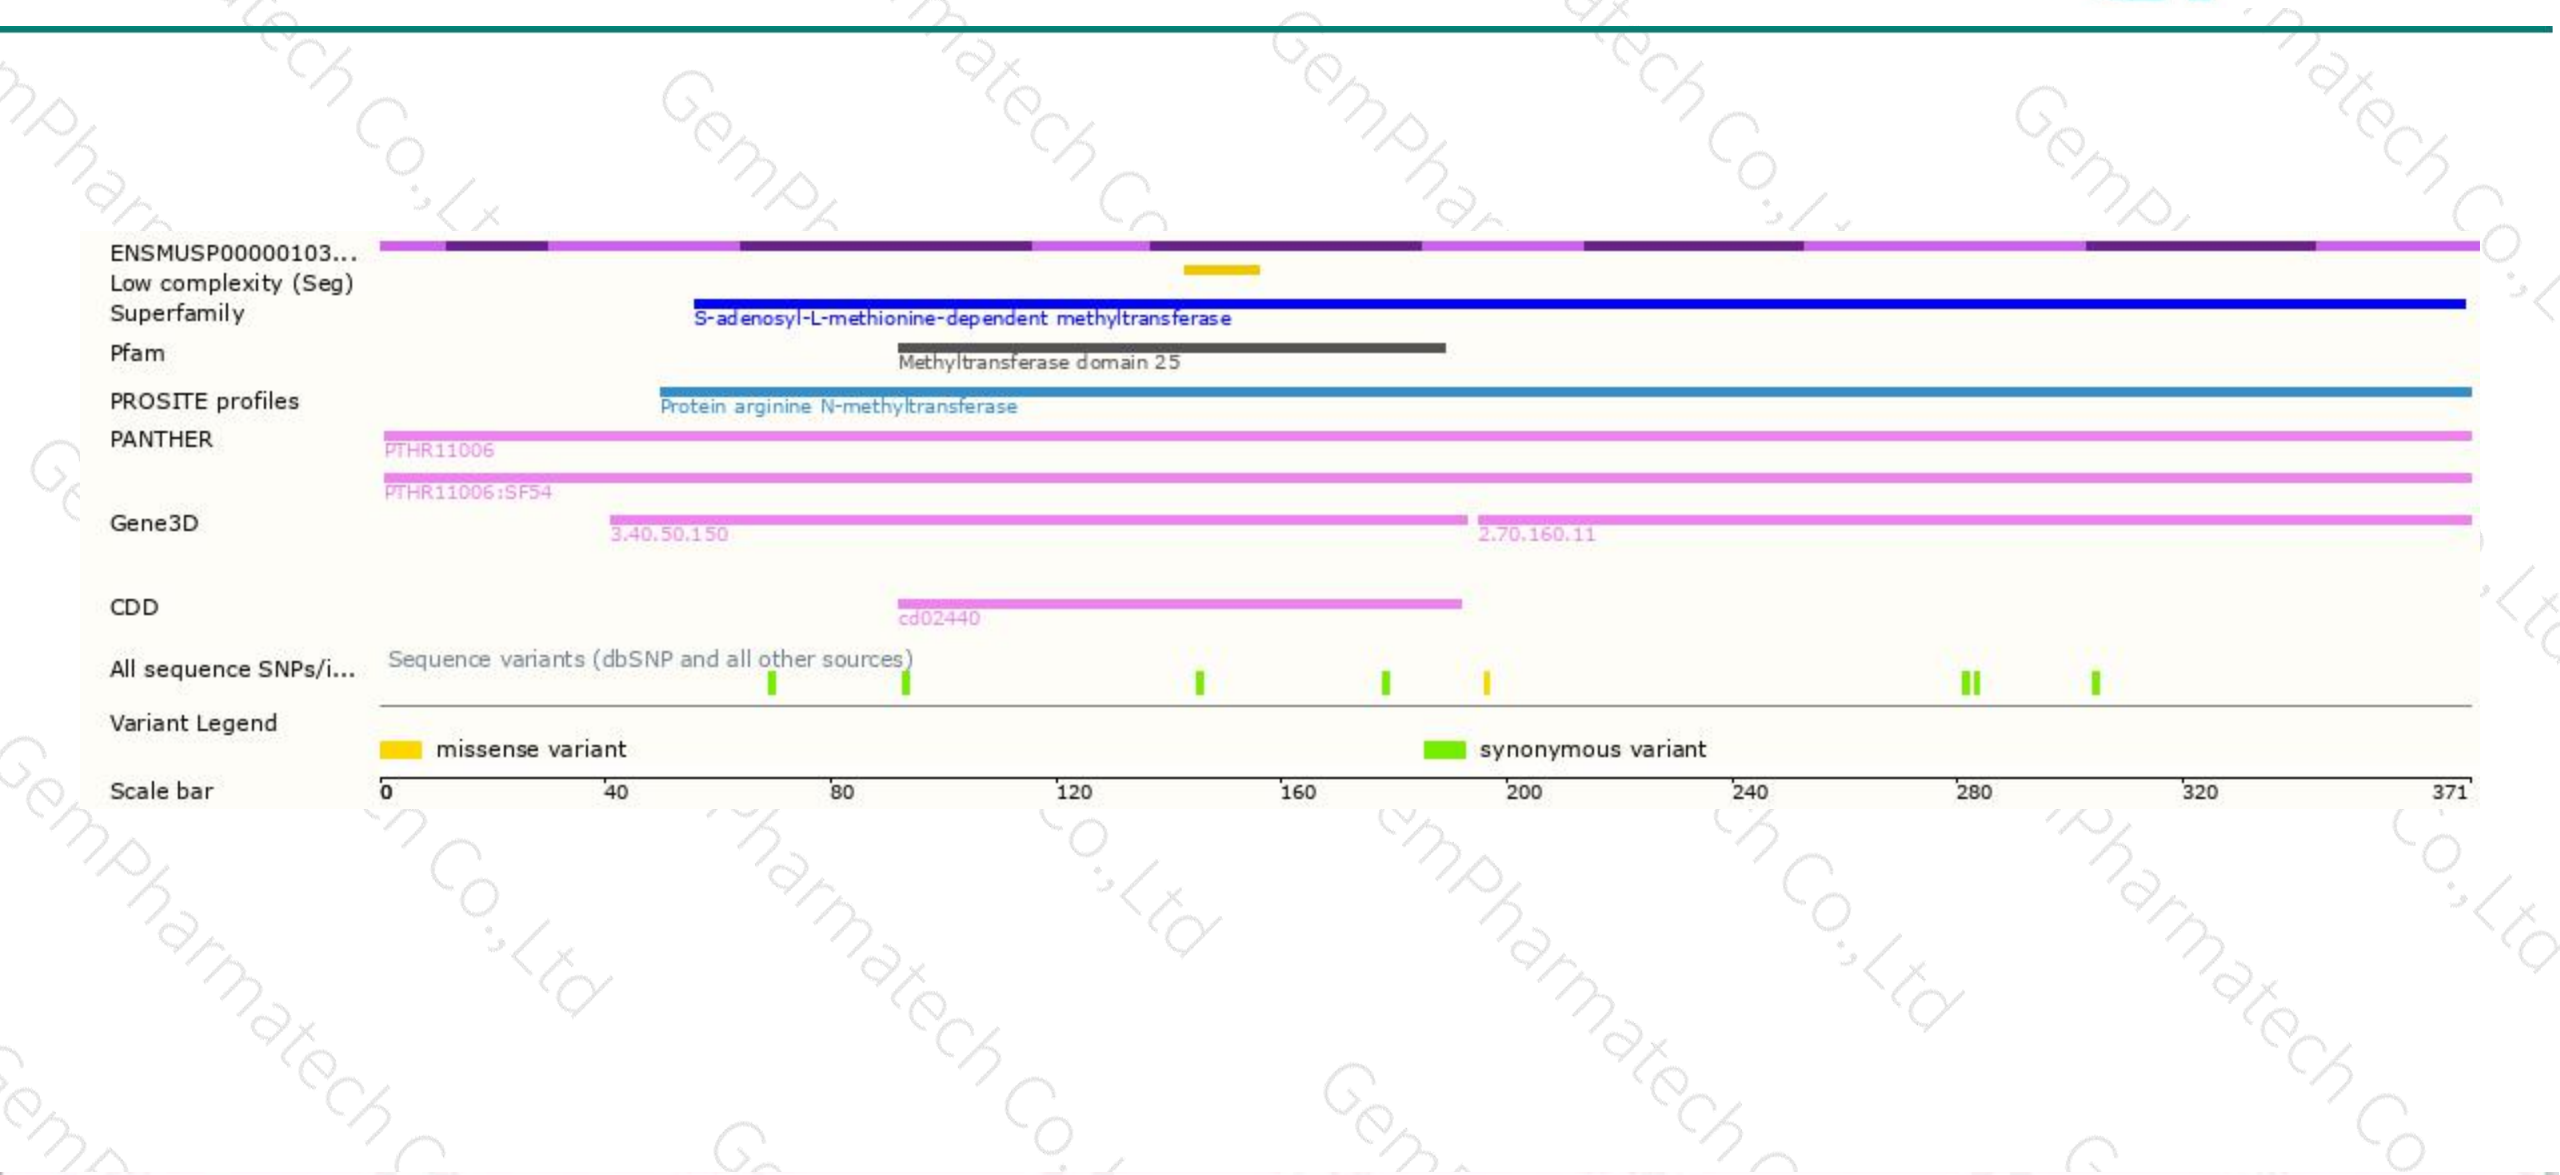 ENSMUSP00000103...
Low complexity (Seg)
Superfamily
S-adenosyl-L-methionine-dependent methyltransferase
Pfam
Methyltransferase domain 25
PROSITE profiles
Protein arginine N-methyltransferase
PANTHER
PTHR11006
PTHR11006:SF54
Gene3D
3.40.50.150 2.70.160.11
CDD
cd02440
All sequence SNPs/i...
Sequence variants (dbSNP and all other sources)
Variant Legend
missense variant synonymous variant
Scale bar
0 40 80 120 160 200 240 280 320 371
GemPharmatech Co.,Ltd